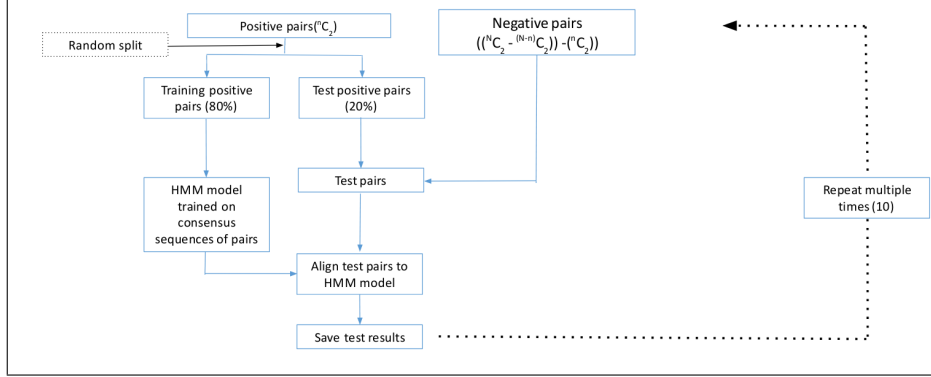 Positive pairs(ⁿC₂)
Random split
Negative pairs
((ᴺC₂ - ⁽ᴺ⁻ⁿ⁾C₂)) -(ⁿC₂))
Training positive
pairs (80%)
Test positive pairs
(20%)
Test pairs
HMM model
trained on
consensus
sequences of pairs
Repeat multiple
times (10)
Align test pairs to
HMM model
Save test results